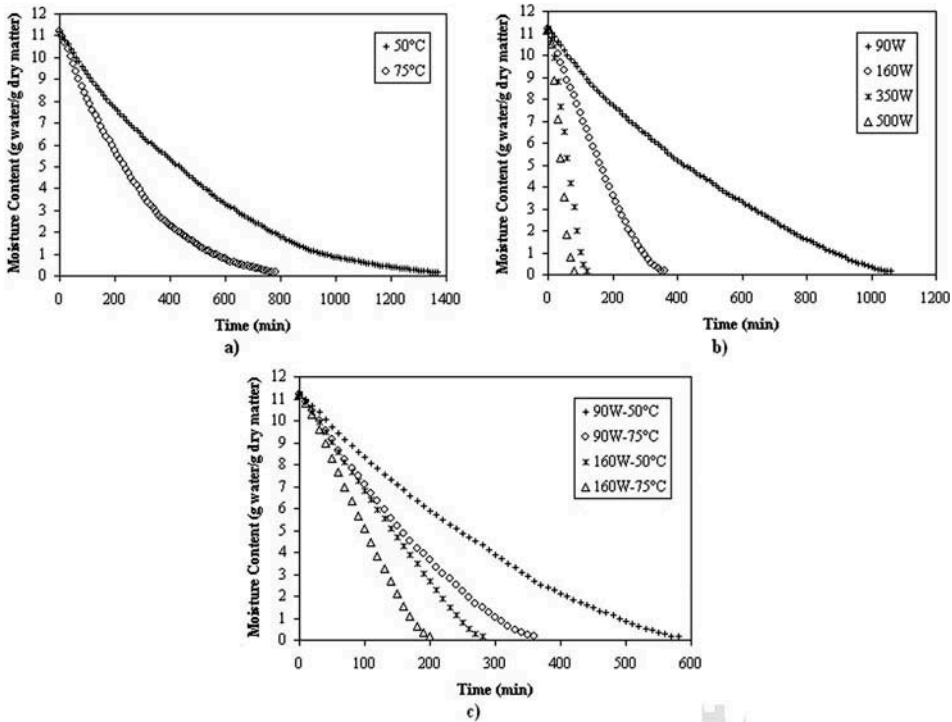 12
11
10
9
8
7
6
5
4
3
2
1
0
Moisture Content (g water/g dry matter)
50°C
75°C
0 200 400 600 800 1000 1200 1400
Time (min)
a)
12
11
10
9
8
7
6
5
4
3
2
1
0
Moisture Content (g water/g dry matter)
90W
160W
350W
500W
0 200 400 600 800 1000 1200
Time (min)
b)
12
11
10
9
8
7
6
5
4
3
2
1
0
Moisture Content (g water/g dry matter)
90W-50°C
90W-75°C
160W-50°C
160W-75°C
0 100 200 300 400 500 600
Time (min)
c)